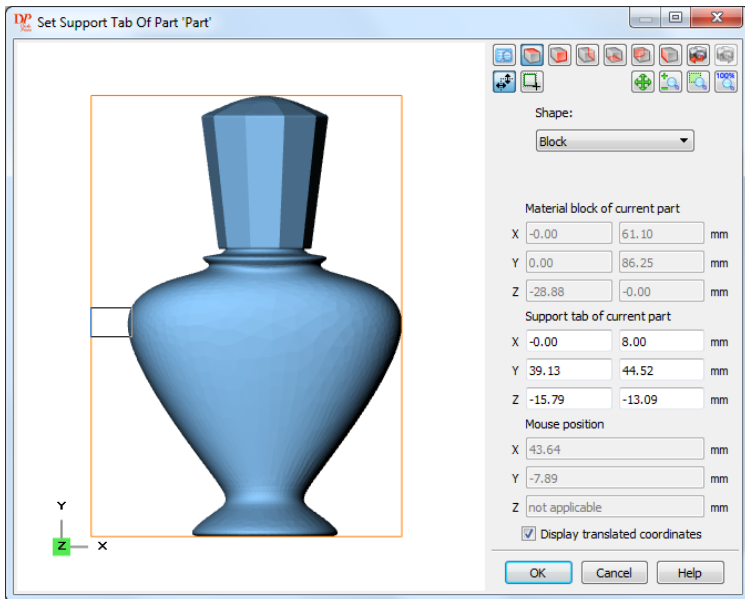 Set Support Tab Of Part 'Part'
100%
Shape:
Block
Material block of current part
X -0.00 61.10 mm
Y 0.00 86.25 mm
Z -28.88 -0.00 mm
Support tab of current part
X -0.00 8.00 mm
Y 39.13 44.52 mm
Z -15.79 -13.09 mm
Mouse position
X 43.64 mm
Y -7.89 mm
Z not applicable mm
Display translated coordinates
OK Cancel Help
Y
Z X